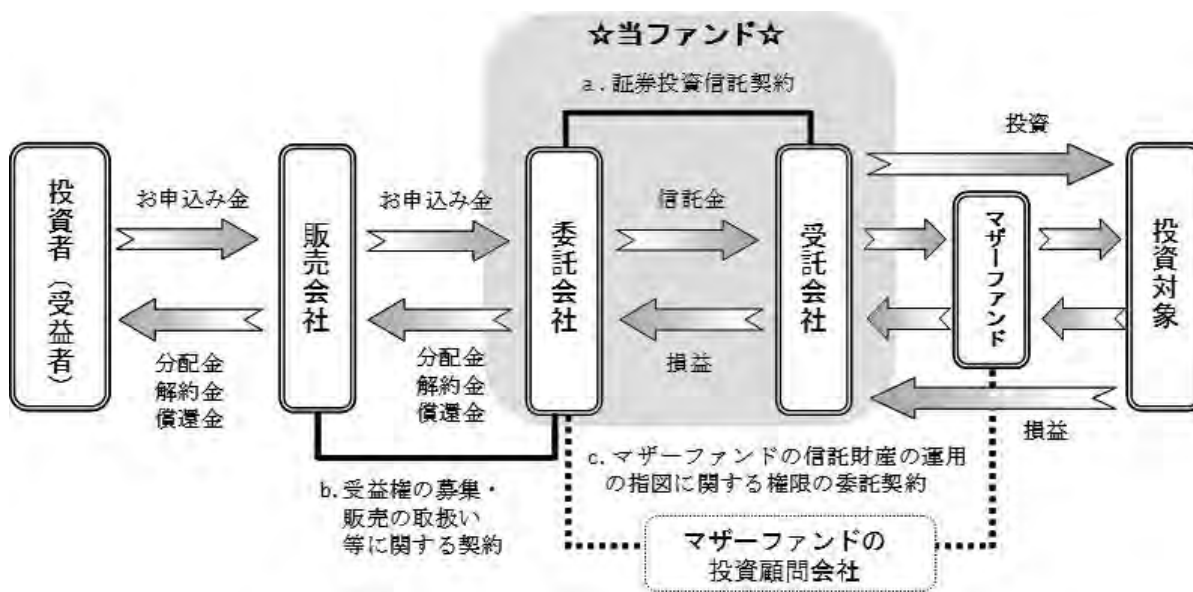 ☆当ファンド☆
a.証券投資信託契約
投資者（受益者）
お申込み金
分配金
解約金
償還金
販売会社
お申込み金
分配金
解約金
償還金
委託会社
信託金
損益
受託会社
投資
マザーファンド
損益
投資対象
b.受益権の募集・
販売の取扱い
等に関する契約
c.マザーファンドの信託財産の運用
の指図に関する権限の委託契約
マザーファンドの
投資顧問会社